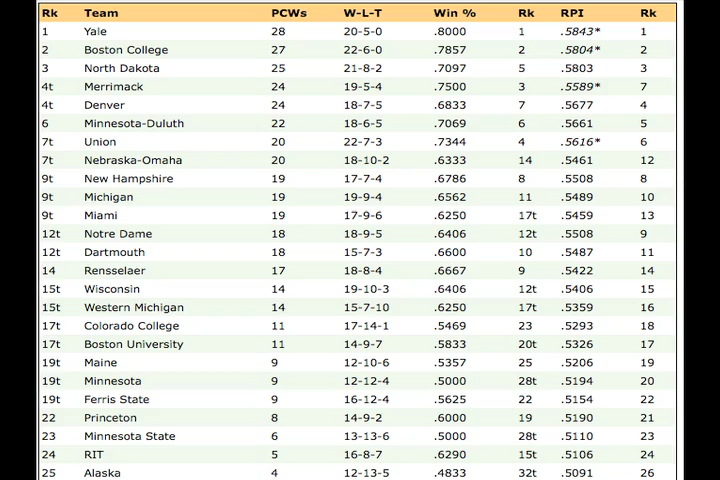 Rk Team PCWs W-L-T Win % Rk RPI Rk
1 Yale 28 20-5-0 .8000 1 .5843* 1
2 Boston College 27 22-6-0 .7857 2 .5804* 2
3 North Dakota 25 21-8-2 .7097 5 .5803 3
4t Merrimack 24 19-5-4 .7500 3 .5589* 7
4t Denver 24 18-7-5 .6833 7 .5677 4
6 Minnesota-Duluth 22 18-6-5 .7069 6 .5661 5
7t Union 20 22-7-3 .7344 4 .5616* 6
7t Nebraska-Omaha 20 18-10-2 .6333 14 .5461 12
9t New Hampshire 19 17-7-4 .6786 8 .5508 8
9t Michigan 19 19-9-4 .6562 11 .5489 10
9t Miami 19 17-9-6 .6250 17t .5459 13
12t Notre Dame 18 18-9-5 .6406 12t .5508 9
12t Dartmouth 18 15-7-3 .6600 10 .5487 11
14 Rensselaer 17 18-8-4 .6667 9 .5422 14
15t Wisconsin 14 19-10-3 .6406 12t .5406 15
15t Western Michigan 14 15-7-10 .6250 17t .5359 16
17t Colorado College 11 17-14-1 .5469 23 .5293 18
17t Boston University 11 14-9-7 .5833 20t .5326 17
19t Maine 9 12-10-6 .5357 25 .5206 19
19t Minnesota 9 12-12-4 .5000 28t .5194 20
19t Ferris State 9 16-12-4 .5625 22 .5154 22
22 Princeton 8 14-9-2 .6000 19 .5190 21
23 Minnesota State 6 13-13-6 .5000 28t .5110 23
24 RIT 5 16-8-7 .6290 15t .5106 24
25 Alaska 4 12-13-5 .4833 32t .5091 26